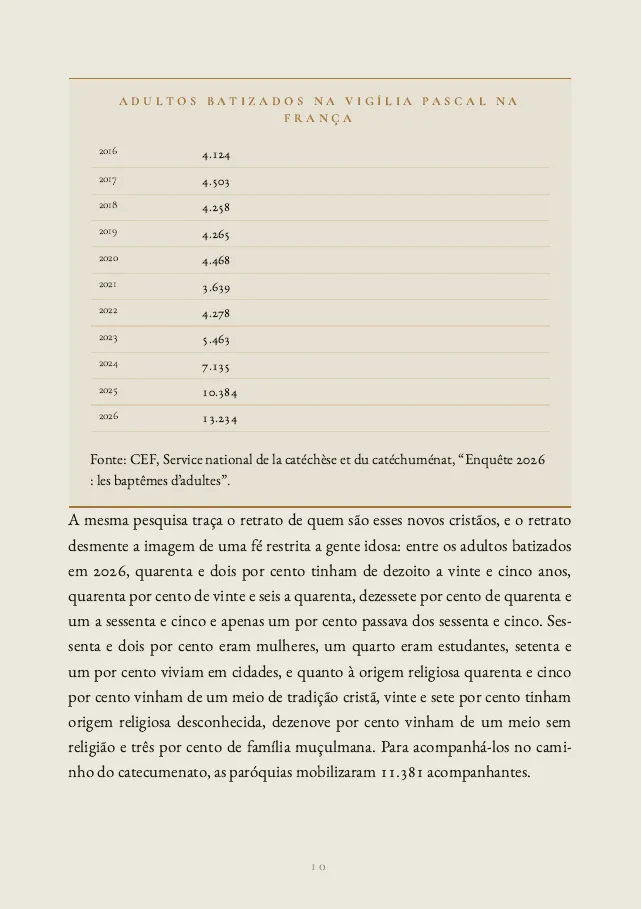 ADULTOS BATIZADOS NA VIGÍLIA PASCAL NA
FRANÇA
2016 4.124
2017 4.503
2018 4.258
2019 4.265
2020 4.468
2021 3.639
2022 4.278
2023 5.463
2024 7.135
2025 10.384
2026 13.234
Fonte: CEF, Service national de la catéchèse et du catéchuménat, “Enquête 2026
: les baptêmes d’adultes”.
A mesma pesquisa traça o retrato de quem são esses novos cristãos, e o retrato
desmente a imagem de uma fé restrita a gente idosa: entre os adultos batizados
em 2026, quarenta e dois por cento tinham de dezoito a vinte e cinco anos,
quarenta por cento de vinte e seis a quarenta, dezessete por cento de quarenta e
um a sessenta e cinco e apenas um por cento passava dos sessenta e cinco. Ses-
senta e dois por cento eram mulheres, um quarto eram estudantes, setenta e
um por cento viviam em cidades, e quanto à origem religiosa quarenta e cinco
por cento vinham de um meio de tradição cristã, vinte e sete por cento tinham
origem religiosa desconhecida, dezenove por cento vinham de um meio sem
religião e três por cento de família muçulmana. Para acompanhá-los no cami-
nho do catecumenato, as paróquias mobilizaram 11.381 acompanhantes.
10